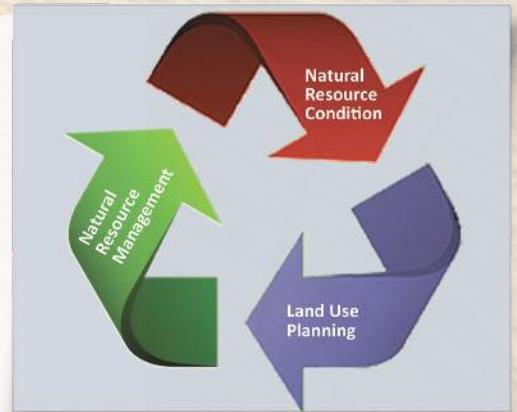 Natural
Resource
Condition
Natural
Resource
Management
Land Use
Planning